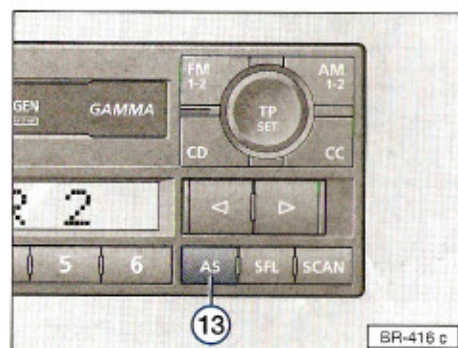 FM AM
1-2 1-2
GEN GAMMA TP
SET
CD CC
R 2
5 6 AS SFL SCAN
13
BR-416 c